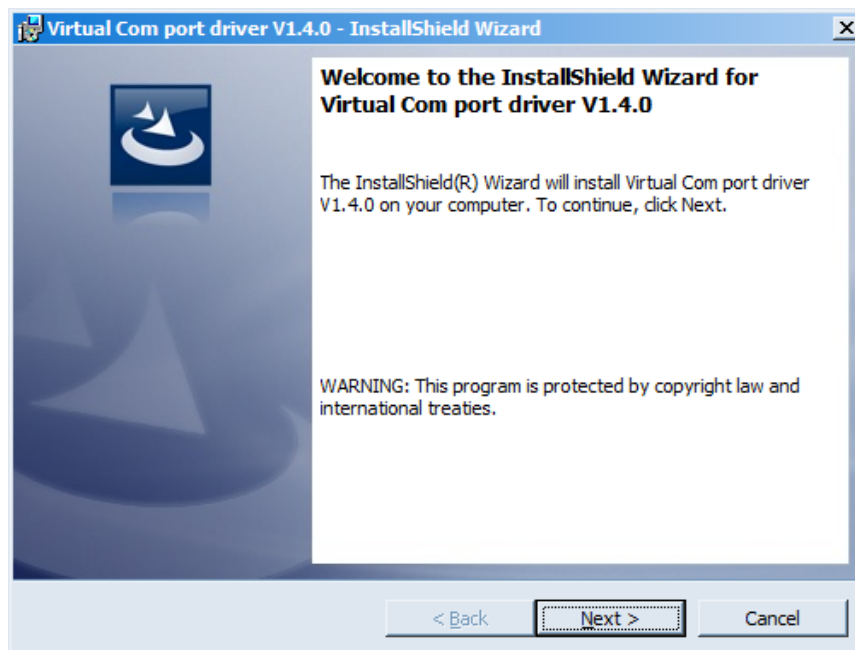 Virtual Com port driver V1.4.0 - InstallShield Wizard
Welcome to the InstallShield Wizard for
Virtual Com port driver V1.4.0
The InstallShield(R) Wizard will install Virtual Com port driver
V1.4.0 on your computer. To continue, click Next.
WARNING: This program is protected by copyright law and
international treaties.
< Back
Next >
Cancel